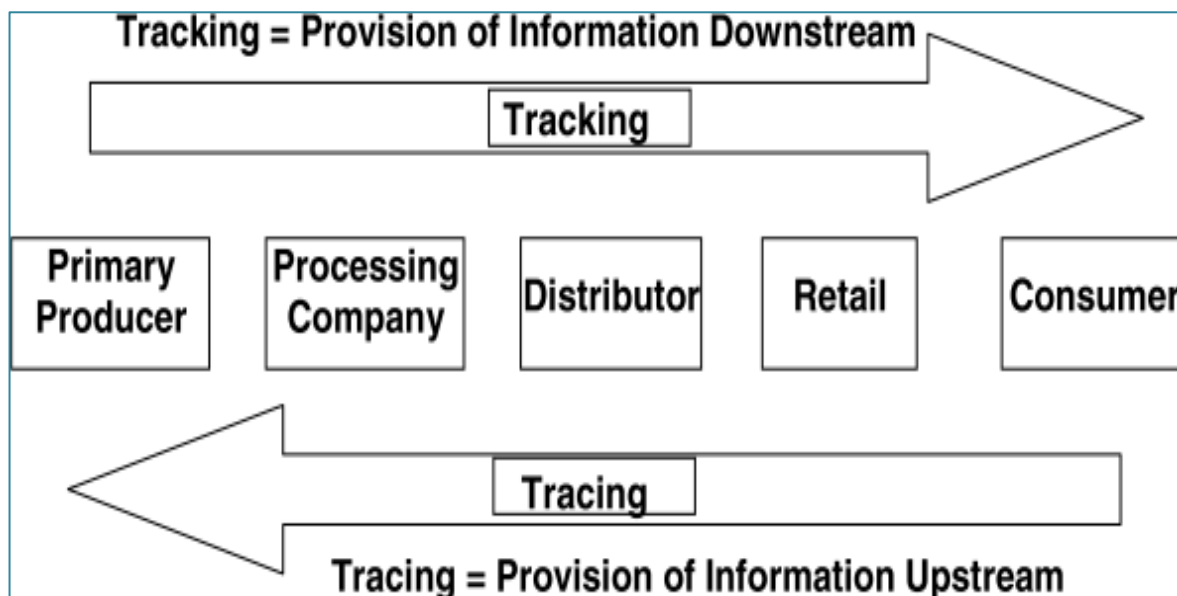 Tracking = Provision of Information Downstream
Tracking
Primary
Producer
Processing
Company
Distributor
Retail
Consumer
Tracing
Tracing = Provision of Information Upstream